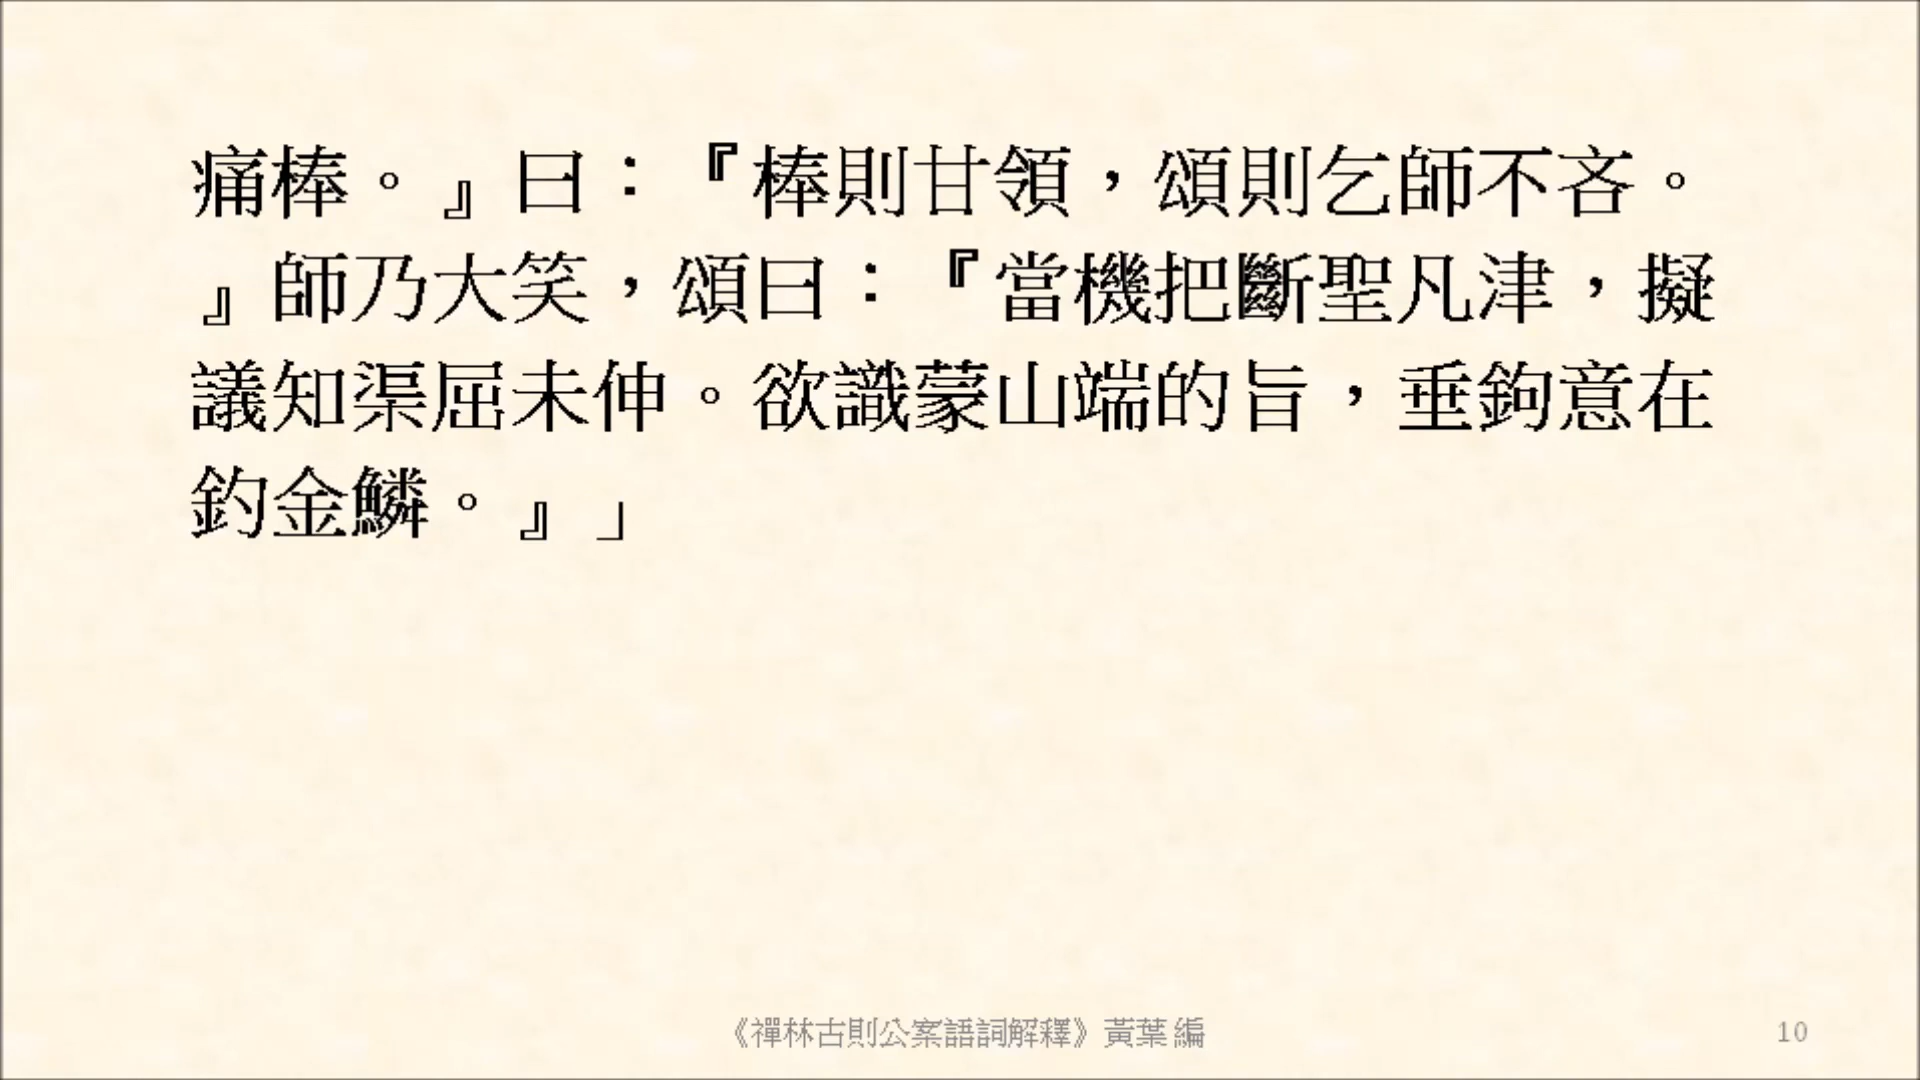 痛棒。』曰：『棒則甘領，頌則乞師不吝。
』師乃大笑，頌曰：『當機把斷聖凡津，擬
議知渠屈未伸。欲識蒙山端的旨，垂鉤意在
釣金鱗。』」
《禪林古則公案語詞解釋》黃葉 編
10